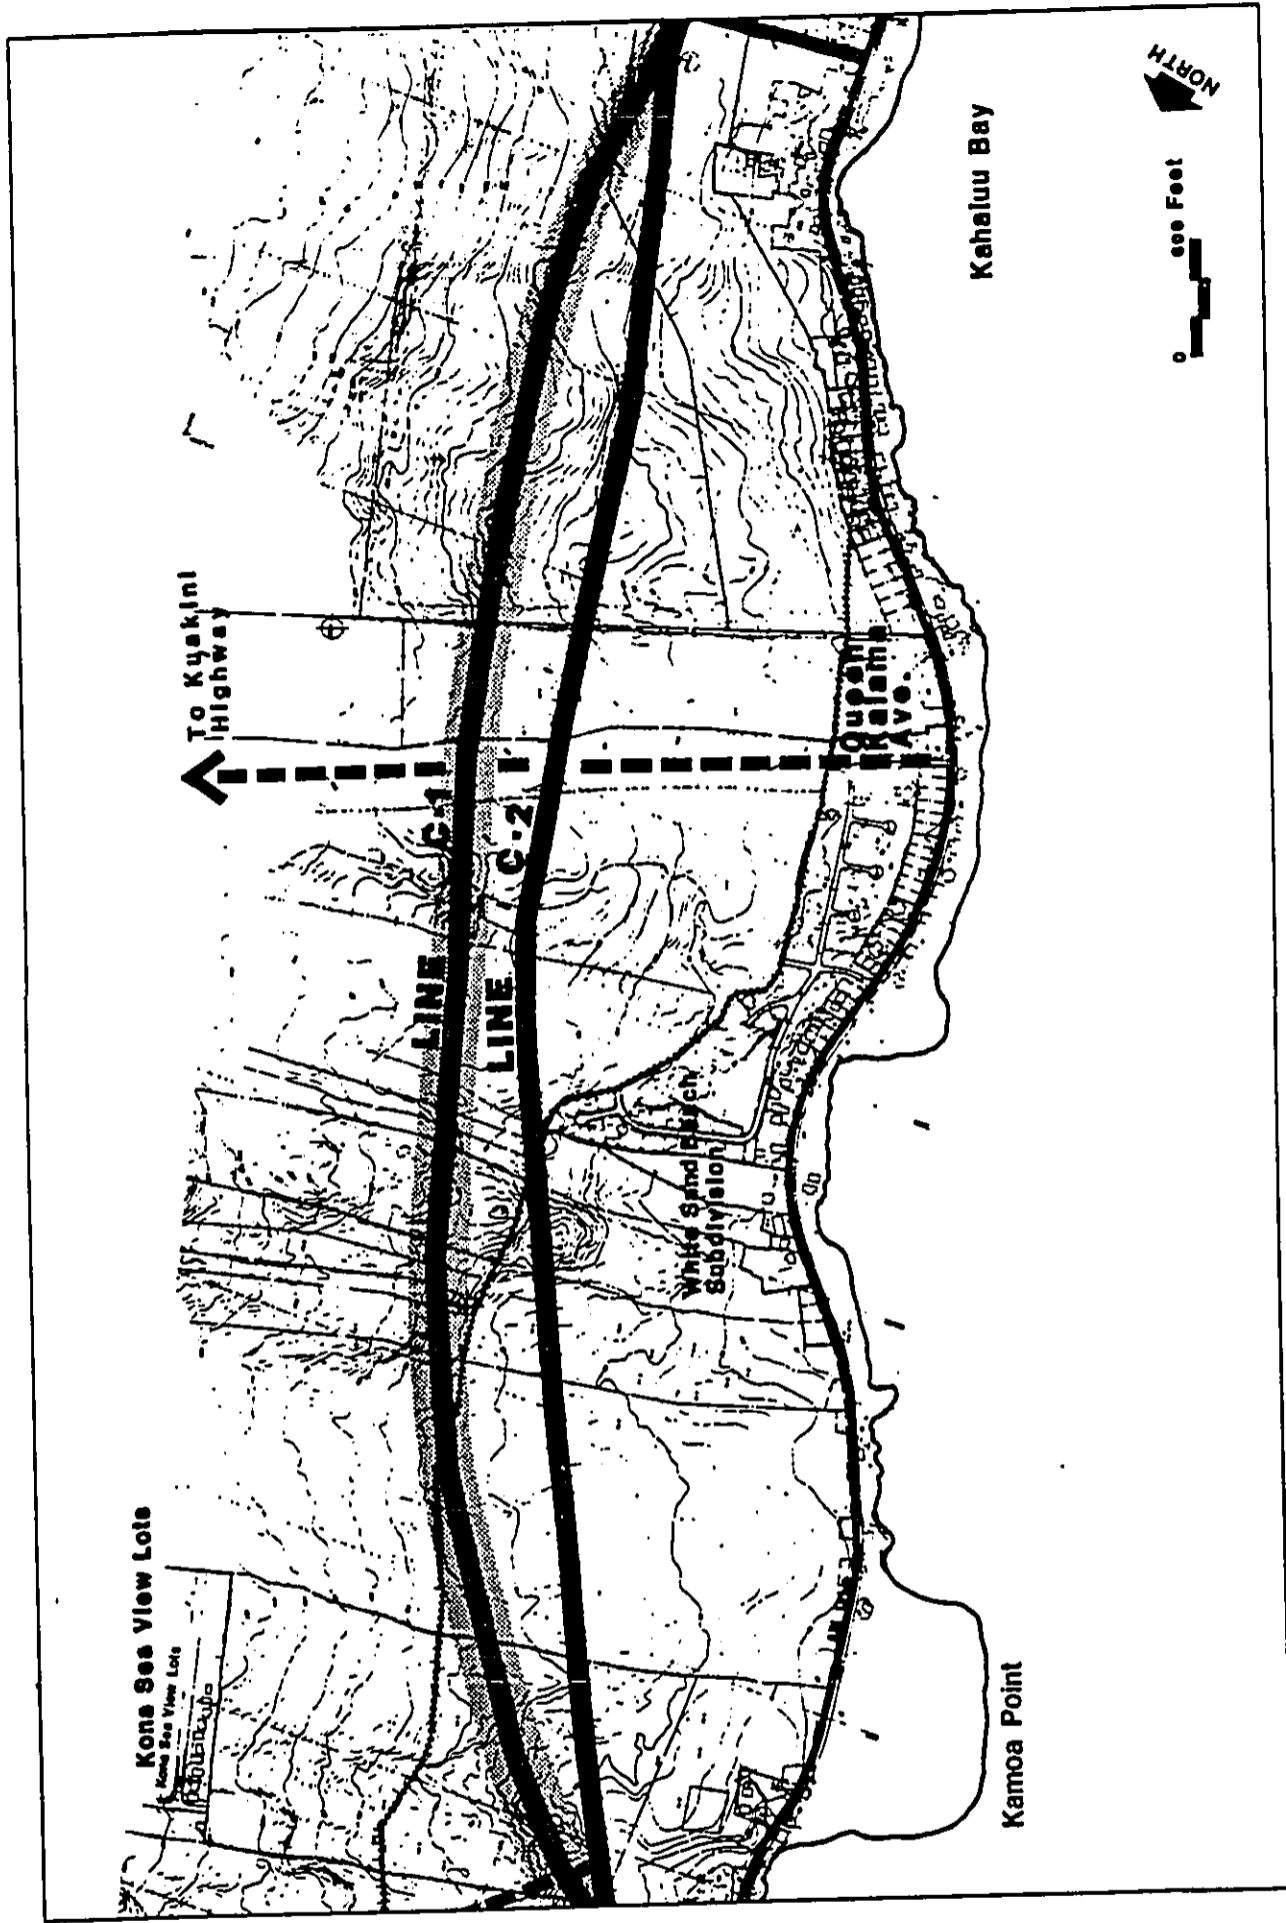 Kona Sea View Lots
Kona Sea View Lots
To Kuakini
Highway
LINE C-1
LINE C-2
White Sand Beach
Subdivision
Queen
Kalama
Ave.
Kamoa Point
Kahaluu Bay
0
Feet
NORTH